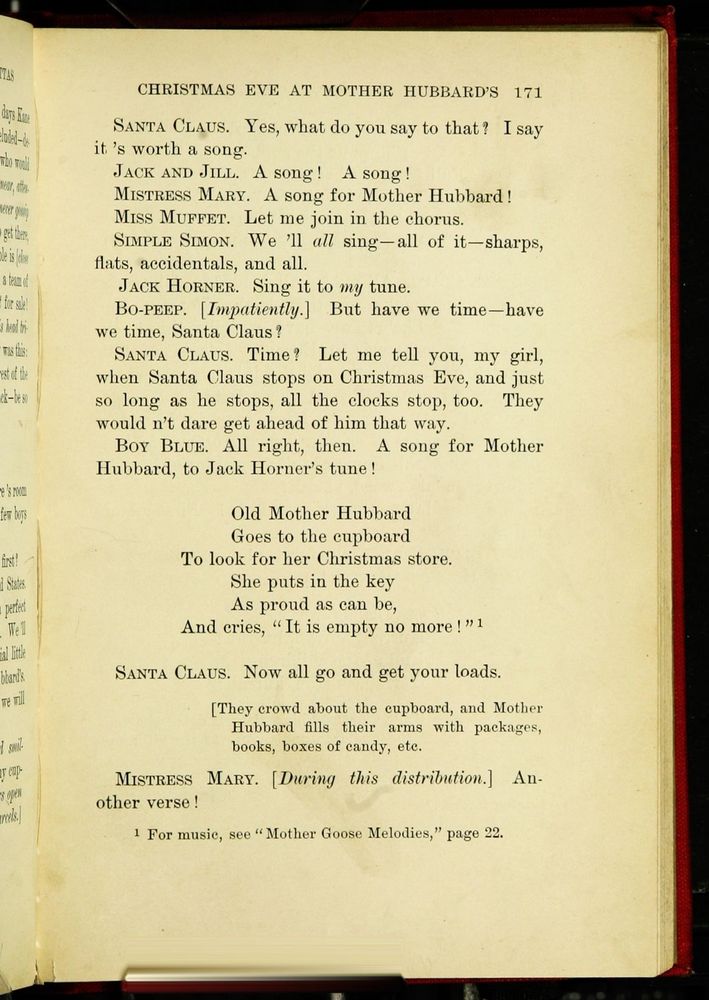 CHRISTMAS EVE AT MOTHER HUBBARD'S 171
SANTA CLAUS. Yes, what do you say to that? I say
it 's worth a song.
JACK AND JILL. A song! A song!
MISTRESS MARY. A song for Mother Hubbard!
MISS MUFFET. Let me join in the chorus.
SIMPLE SIMON. We 'll all sing—all of it—sharps,
flats, accidentals, and all.
JACK HORNER. Sing it to my tune.
BO-PEEP. [Impatiently.] But have we time—have
we time, Santa Claus?
SANTA CLAUS. Time? Let me tell you, my girl,
when Santa Claus stops on Christmas Eve, and just
so long as he stops, all the clocks stop, too. They
would n't dare get ahead of him that way.
BOY BLUE. All right, then. A song for Mother
Hubbard, to Jack Horner's tune!
Old Mother Hubbard
Goes to the cupboard
To look for her Christmas store.
She puts in the key
As proud as can be,
And cries, "It is empty no more!" 1
SANTA CLAUS. Now all go and get your loads.
[They crowd about the cupboard, and Mother
Hubbard fills their arms with packages,
books, boxes of candy, etc.
MISTRESS MARY. [During this distribution.] An-
other verse!
1 For music, see "Mother Goose Melodies," page 22.